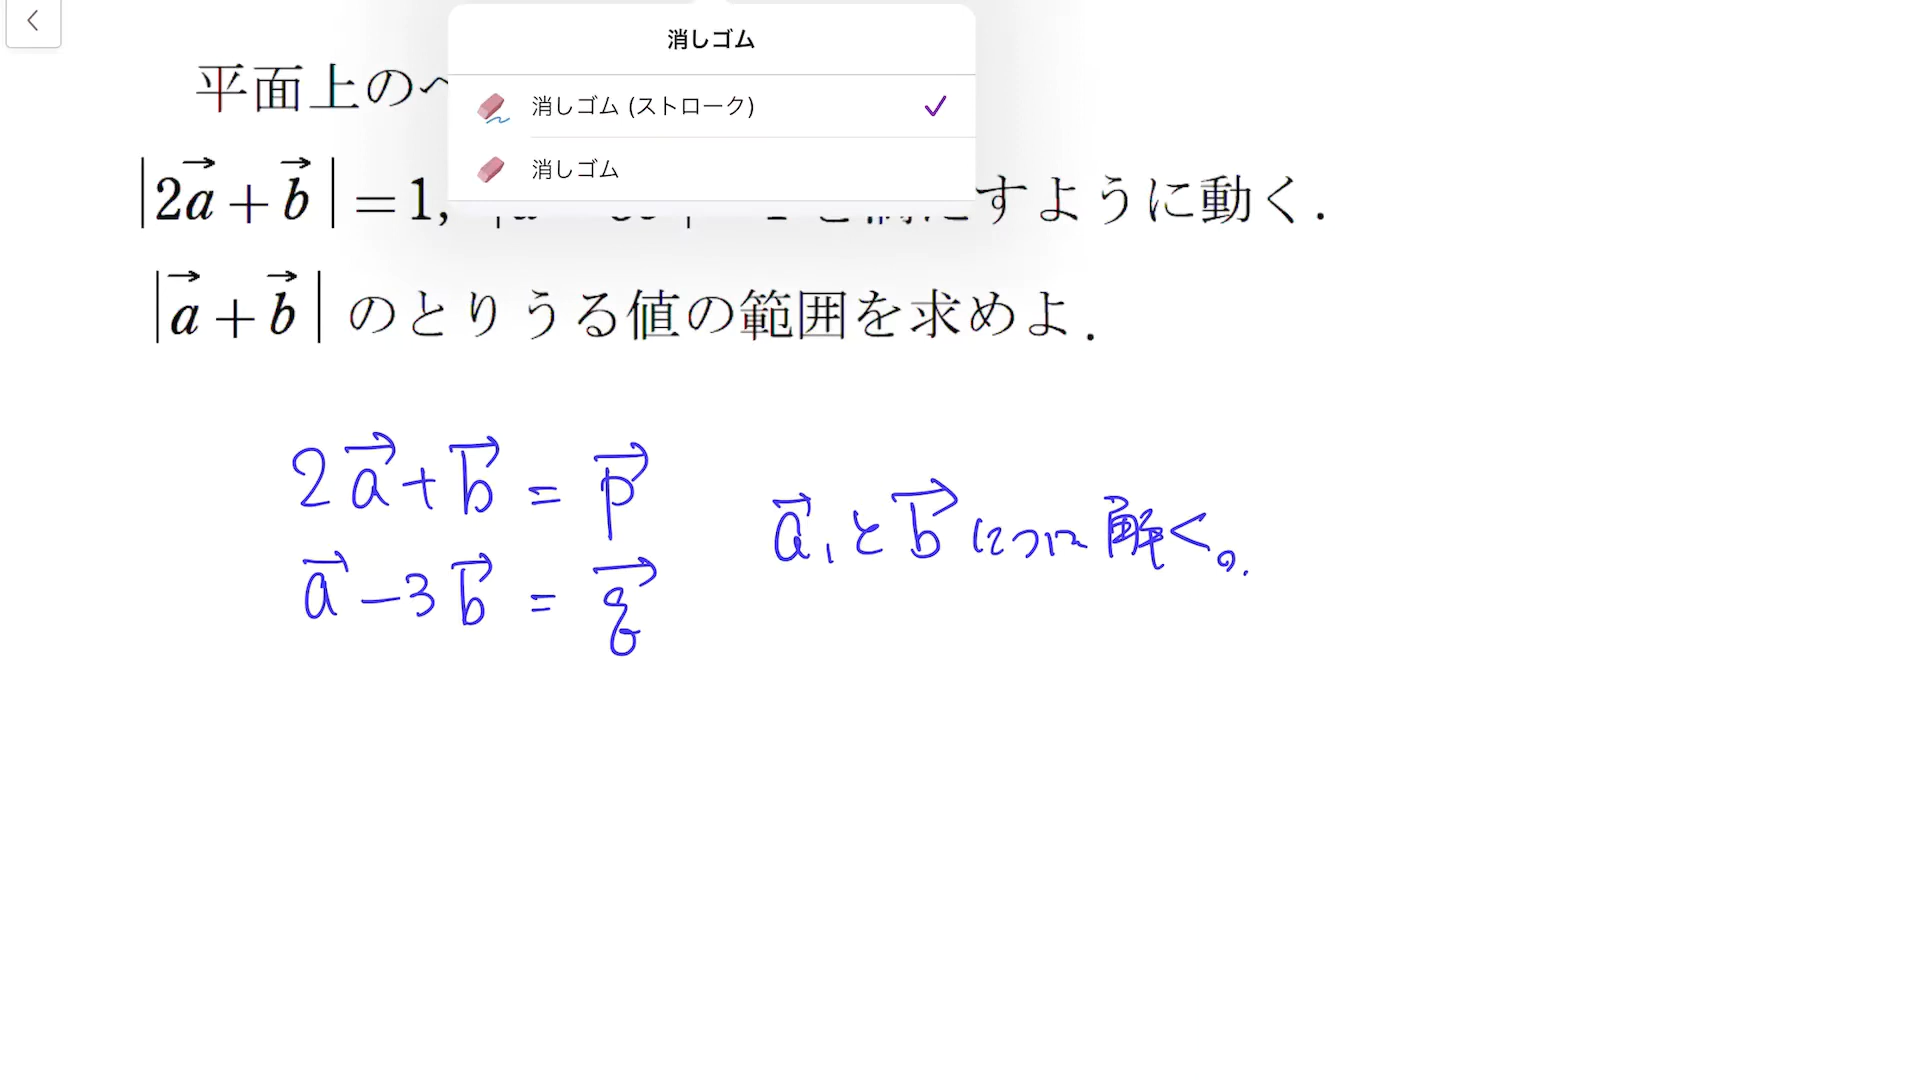 消しゴム
消しゴム (ストローク)
消しゴム
平面上のベ
|2a→+b→|=1, すように動く.
|a→+b→| のとりうる値の範囲を求めよ.
2a→+b→ = p→
a→-3b→ = q→
a→, とb→ について解く。